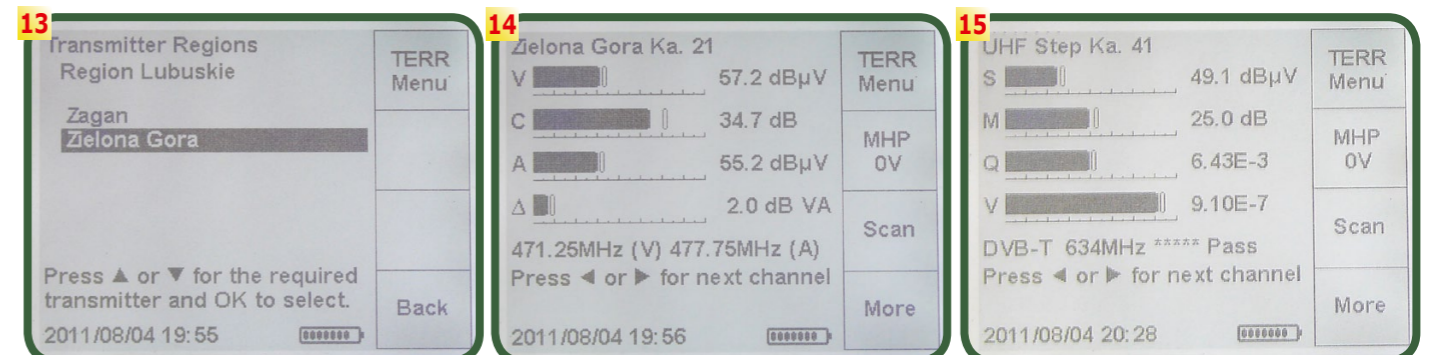 13
Transmitter Regions
Region Lubuskie
Zagan
Zielona Gora
Press ▲ or ▼ for the required
transmitter and OK to select.
2011/08/04 19:55
TERR
Menu
Back
14
Zielona Gora Ka. 21
V 57.2 dBµV
C 34.7 dB
A 55.2 dBµV
Δ 2.0 dB VA
471.25MHz (V) 477.75MHz (A)
Press ◄ or ► for next channel
2011/08/04 19:56
TERR
Menu
MHP
0V
Scan
More
15
UHF Step Ka. 41
S 49.1 dBµV
M 25.0 dB
Q 6.43E-3
V 9.10E-7
DVB-T 634MHz ***** Pass
Press ◄ or ► for next channel
2011/08/04 20:28
TERR
Menu
MHP
0V
Scan
More